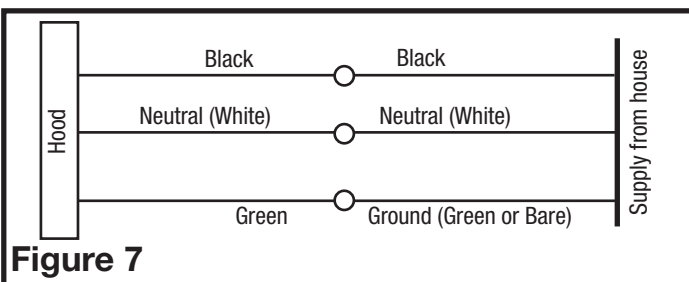 Black Black
Neutral (White) Neutral (White)
Hood
Supply from house
Green Ground (Green or Bare)
Figure 7